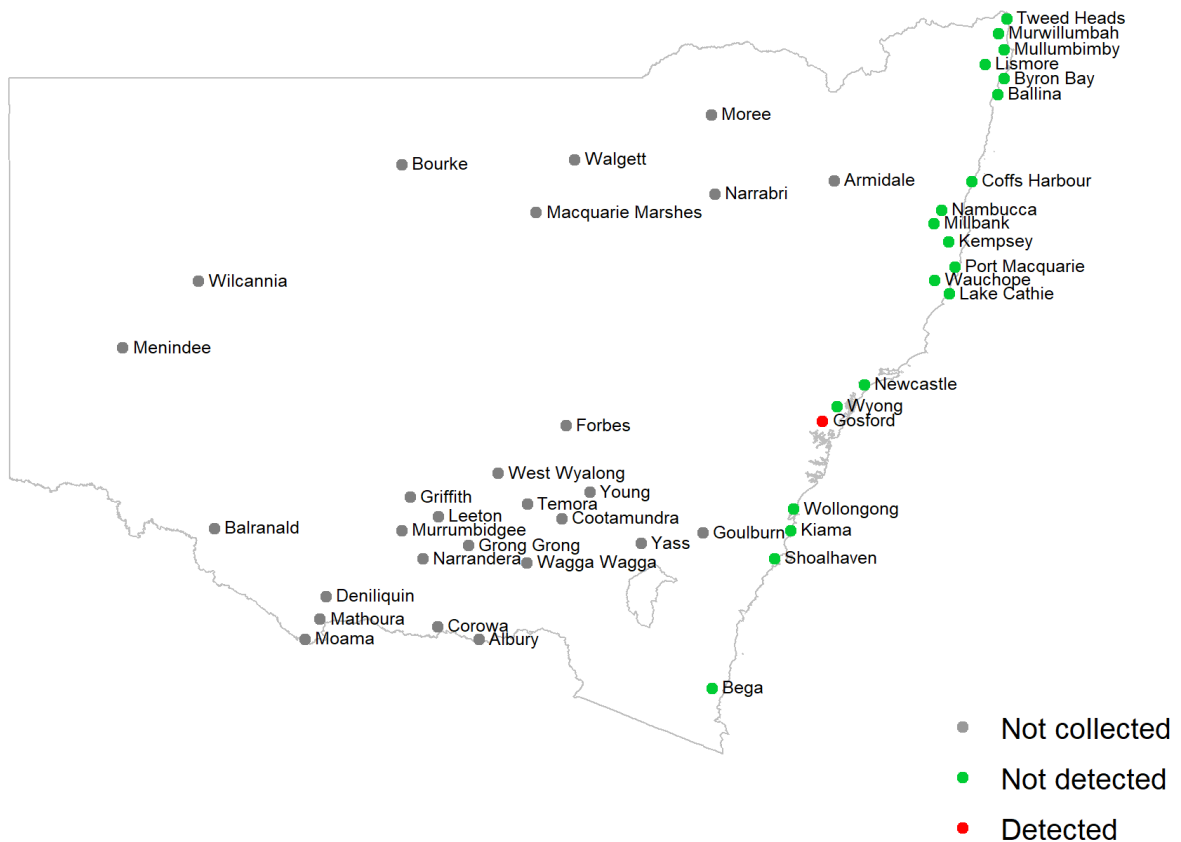 Tweed Heads
Murwillumbah
Mullumbimby
Lismore
Byron Bay
Ballina
Moree
Walgett
Bourke
Armidale
Coffs Harbour
Narrabri
Macquarie Marshes
Nambucca
Millbank
Kempsey
Port Macquarie
Wauchope
Wilcannia
Lake Cathie
Menindee
Newcastle
Wyong
Gosford
Forbes
West Wyalong
Young
Griffith
Temora
Wollongong
Leeton
Cootamundra
Balranald
Murrumbidgee
Goulburn
Kiama
Yass
Grong Grong
Narrandera
Wagga Wagga
Shoalhaven
Deniliquin
Mathoura
Corowa
Moama
Albury
Bega
Not collected
Not detected
Detected